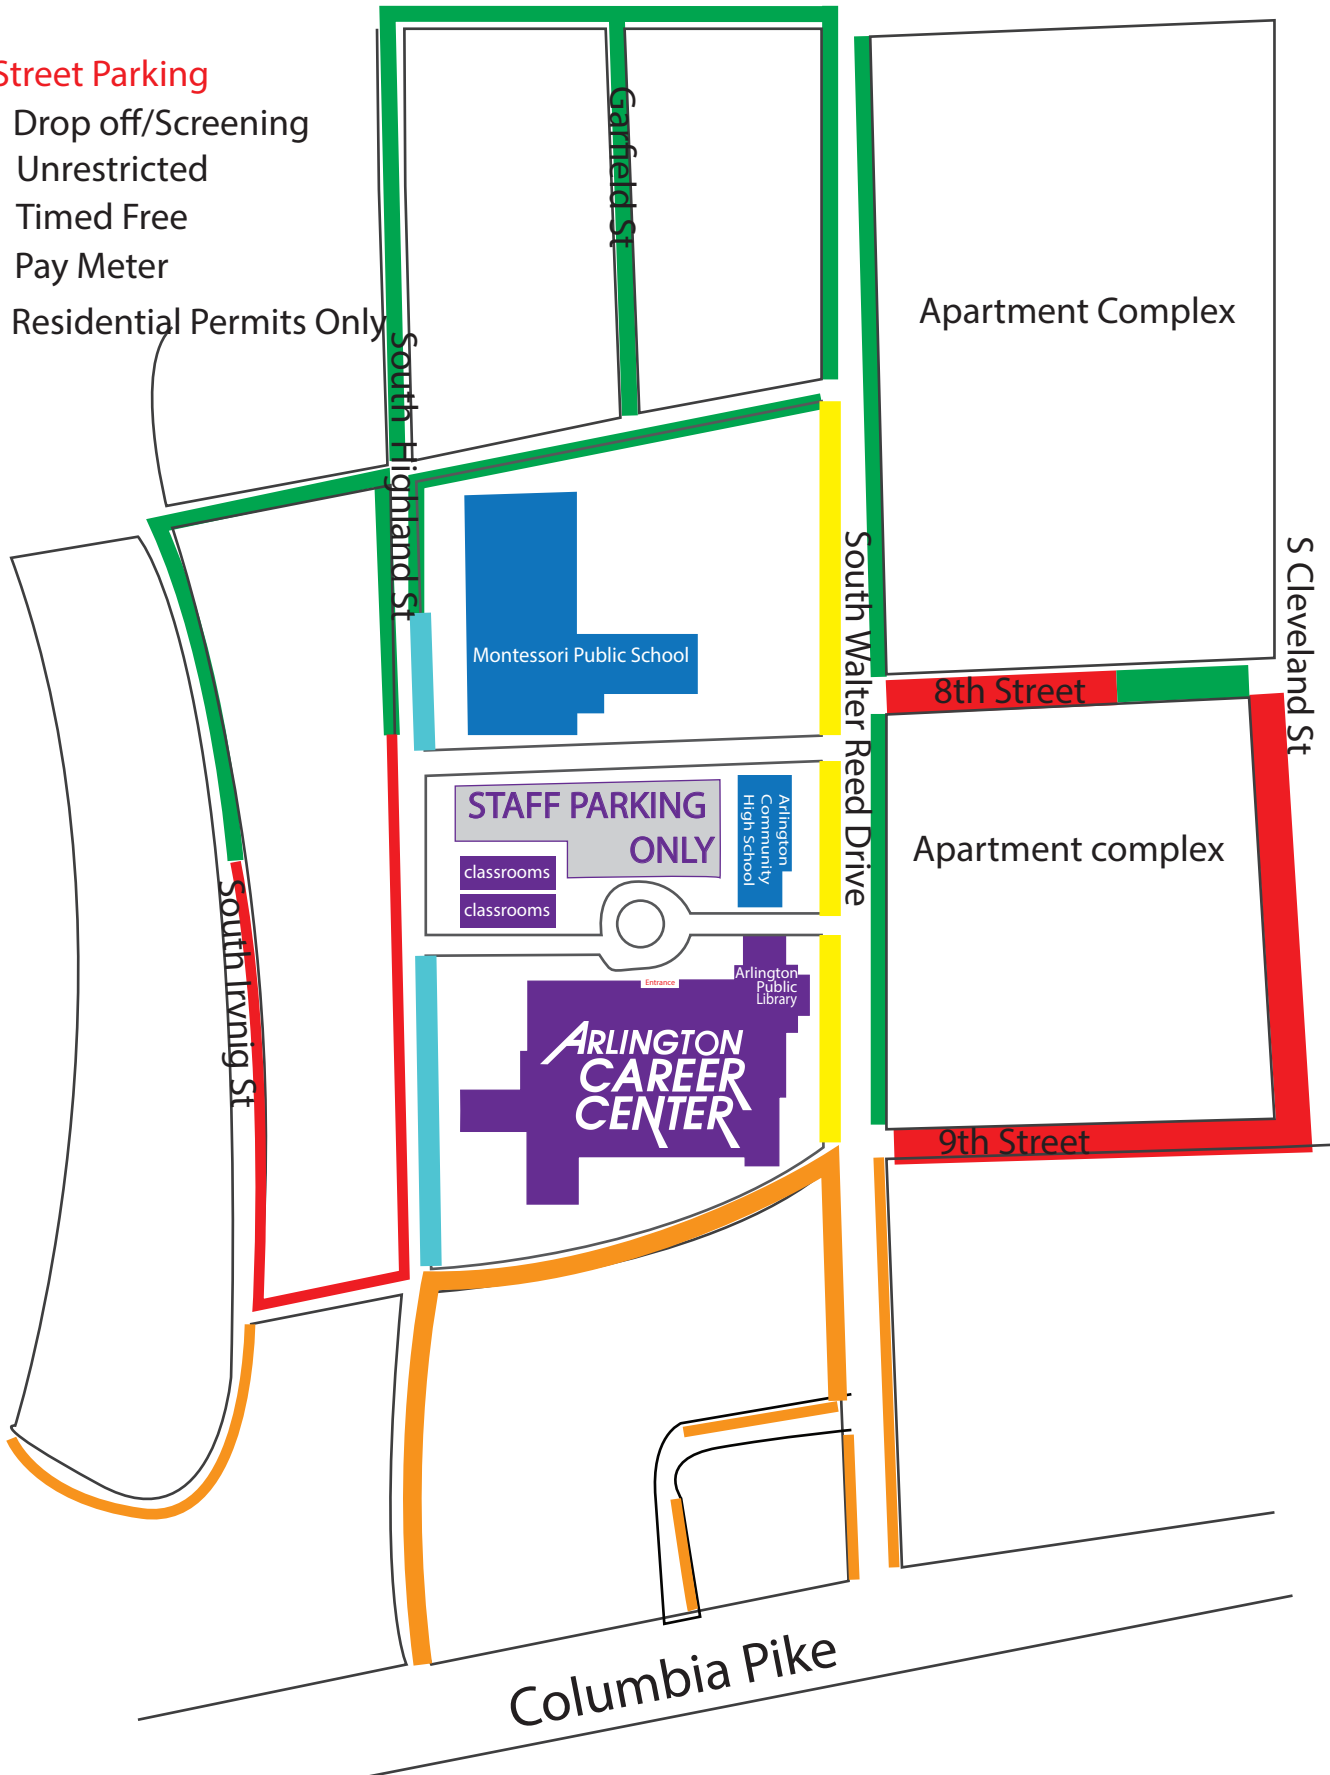 Street Parking
Drop off/Screening
Unrestricted
Timed Free
Pay Meter
Residential Permits Only
Garfield St
South Highland St
Apartment Complex
Montessori Public School
South Walter Reed Drive
S Cleveland St
8th Street
STAFF PARKING
ONLY
Arlington
Community
High School
classrooms
classrooms
Apartment complex
South Irvnig St
Entrance
Arlington
Public
Library
ARLINGTON
CAREER
CENTER
9th Street
Columbia Pike